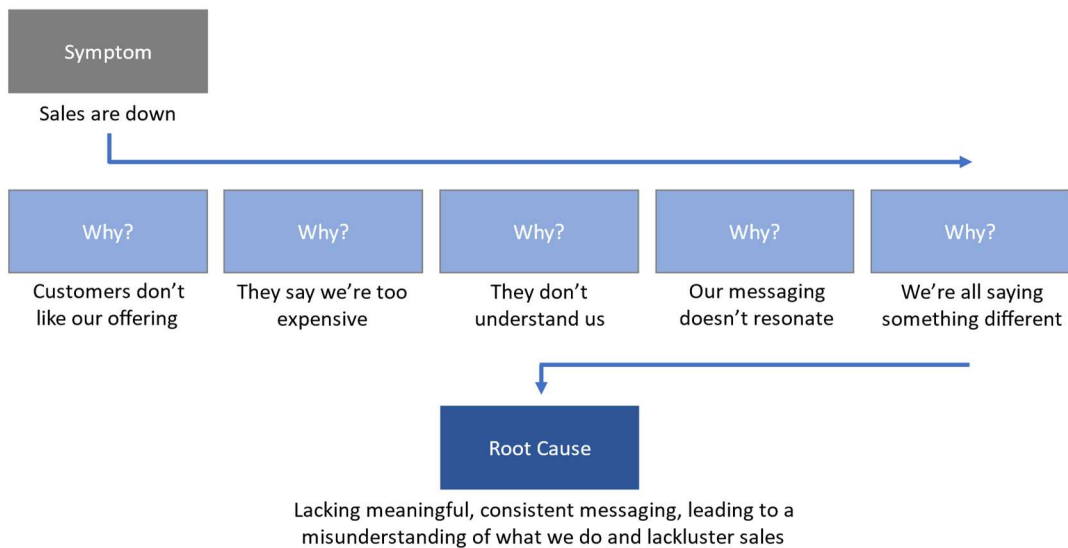 Symptom
Sales are down
Why?
Customers don’t
like our offering
Why?
They say we’re too
expensive
Why?
They don’t
understand us
Why?
Our messaging
doesn’t resonate
Why?
We’re all saying
something different
Root Cause
Lacking meaningful, consistent messaging, leading to a
misunderstanding of what we do and lackluster sales